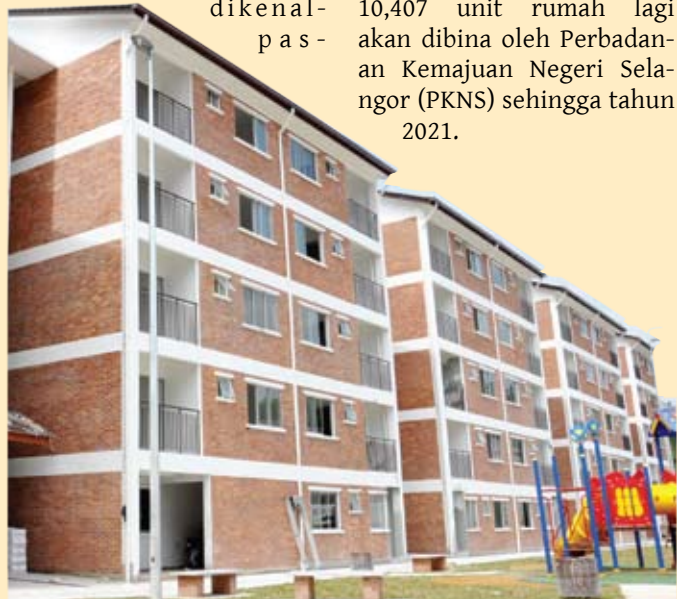 dikenal-
pas-
10,407 unit rumah lagi
akan dibina oleh Perbadan-
an Kemajuan Negeri Sela-
ngor (PKNS) sehingga tahun
2021.